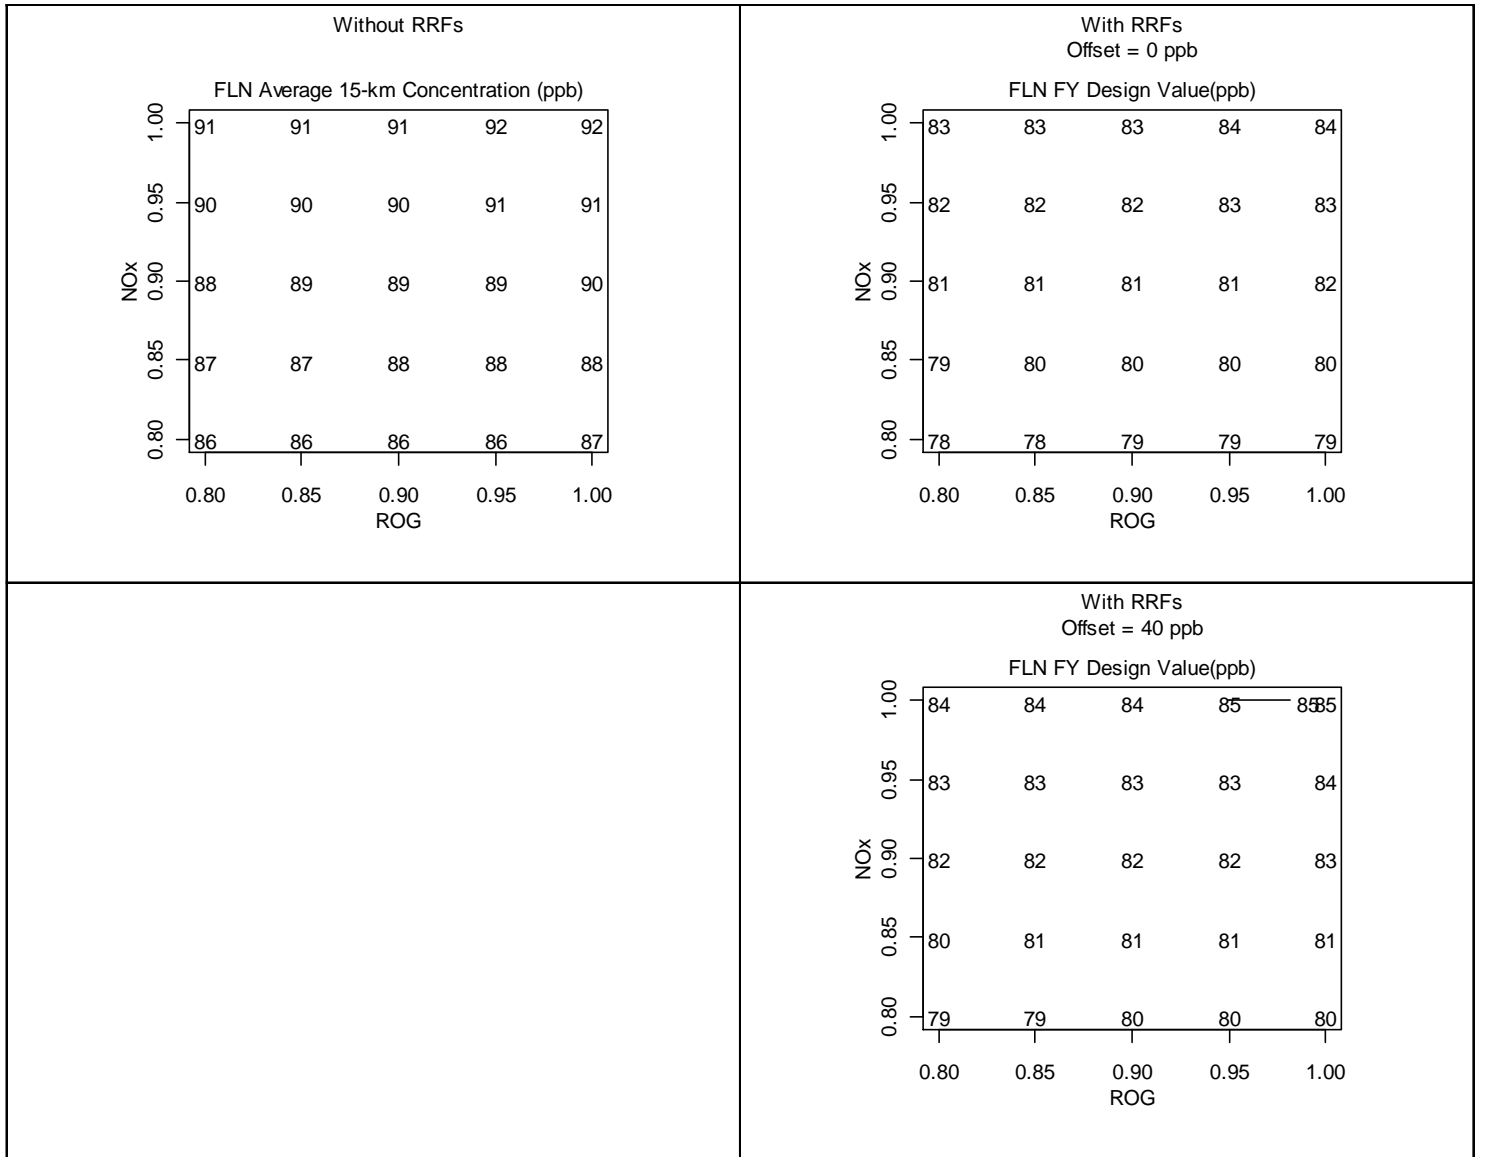 Without RRFs
FLN Average 15-km Concentration (ppb)
1.00 91 91 91 92 92
0.95 90 90 90 91 91
NOx
0.90 88 89 89 89 90
0.85 87 87 88 88 88
0.80 86 86 86 86 87
0.80 0.85 0.90 0.95 1.00
ROG
With RRFs
Offset = 0 ppb
FLN FY Design Value(ppb)
1.00 83 83 83 84 84
0.95 82 82 82 83 83
NOx
0.90 81 81 81 81 82
0.85 79 80 80 80 80
0.80 78 78 79 79 79
0.80 0.85 0.90 0.95 1.00
ROG
With RRFs
Offset = 40 ppb
FLN FY Design Value(ppb)
1.00 84 84 84 85 85 85
0.95 83 83 83 83 84
NOx
0.90 82 82 82 82 83
0.85 80 81 81 81 81
0.80 79 79 80 80 80
0.80 0.85 0.90 0.95 1.00
ROG